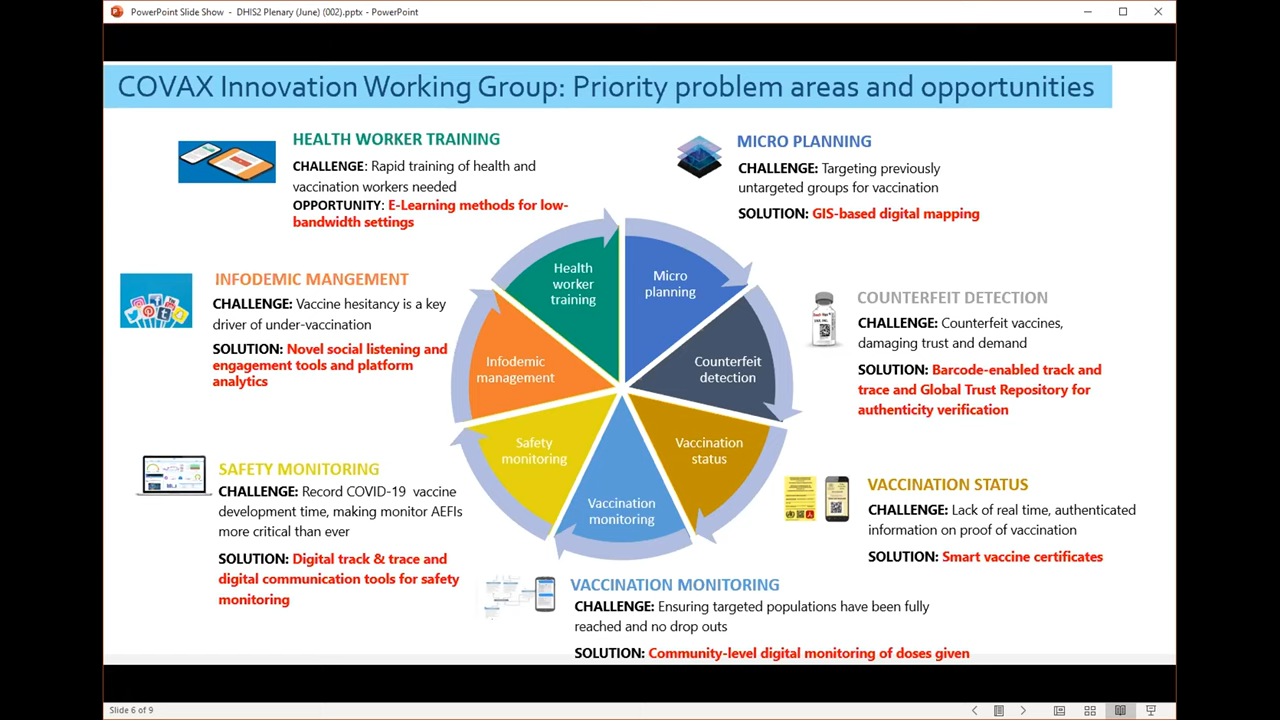 PowerPoint Slide Show - DHIS2 Plenary (June) (002).pptx - PowerPoint
COVAX Innovation Working Group: Priority problem areas and opportunities
HEALTH WORKER TRAINING
CHALLENGE: Rapid training of health and
vaccination workers needed
OPPORTUNITY: E-Learning methods for low-
bandwidth settings
MICRO PLANNING
CHALLENGE: Targeting previously
untargeted groups for vaccination
SOLUTION: GIS-based digital mapping
INFODEMIC MANGEMENT
CHALLENGE: Vaccine hesitancy is a key
driver of under-vaccination
SOLUTION: Novel social listening and
engagement tools and platform
analytics
COUNTERFEIT DETECTION
CHALLENGE: Counterfeit vaccines,
damaging trust and demand
SOLUTION: Barcode-enabled track and
trace and Global Trust Repository for
authenticity verification
Health
worker
training
Micro
planning
Infodemic
management
Counterfeit
detection
Safety
monitoring
Vaccination
status
Vaccination
monitoring
SAFETY MONITORING
CHALLENGE: Record COVID-19 vaccine
development time, making monitor AEFIs
more critical than ever
SOLUTION: Digital track & trace and
digital communication tools for safety
monitoring
VACCINATION STATUS
CHALLENGE: Lack of real time, authenticated
information on proof of vaccination
SOLUTION: Smart vaccine certificates
VACCINATION MONITORING
CHALLENGE: Ensuring targeted populations have been fully
reached and no drop outs
SOLUTION: Community-level digital monitoring of doses given
Slide 6 of 9